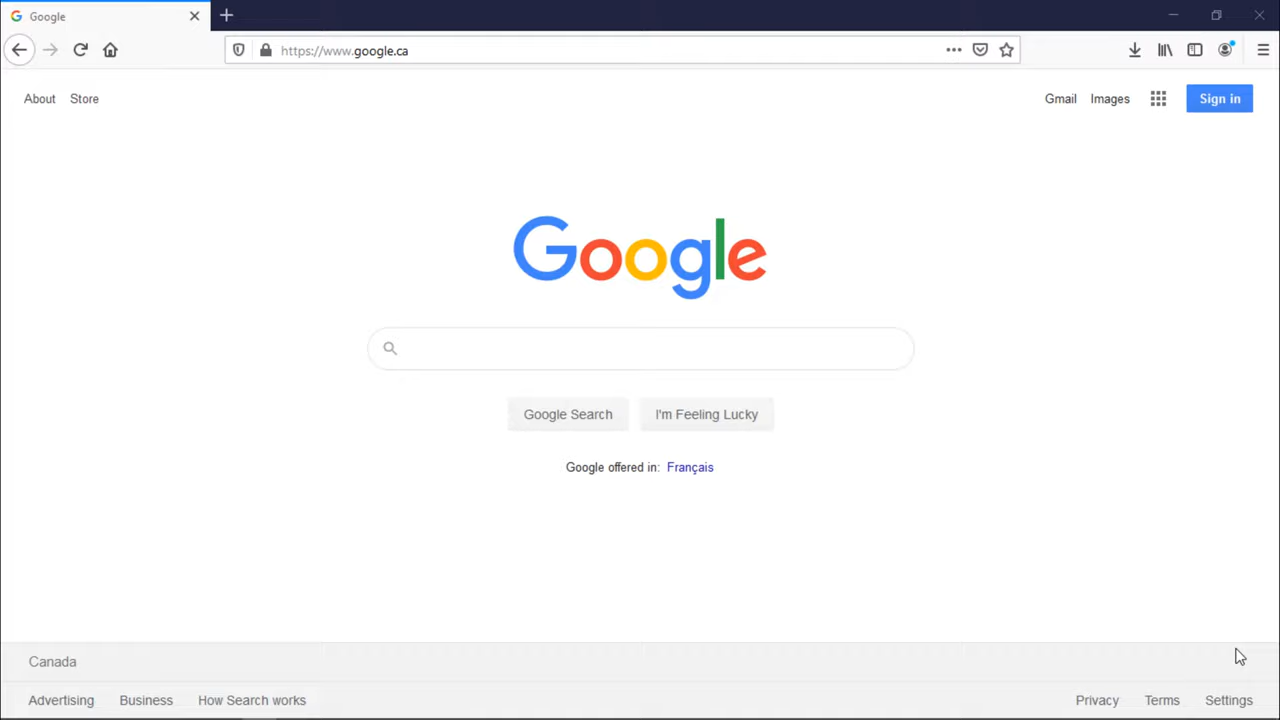 Google
https://www.google.ca
About Store
Gmail Images Sign in
Google
Google Search I'm Feeling Lucky
Google offered in: Français
Canada
Advertising Business How Search works
Privacy Terms Settings